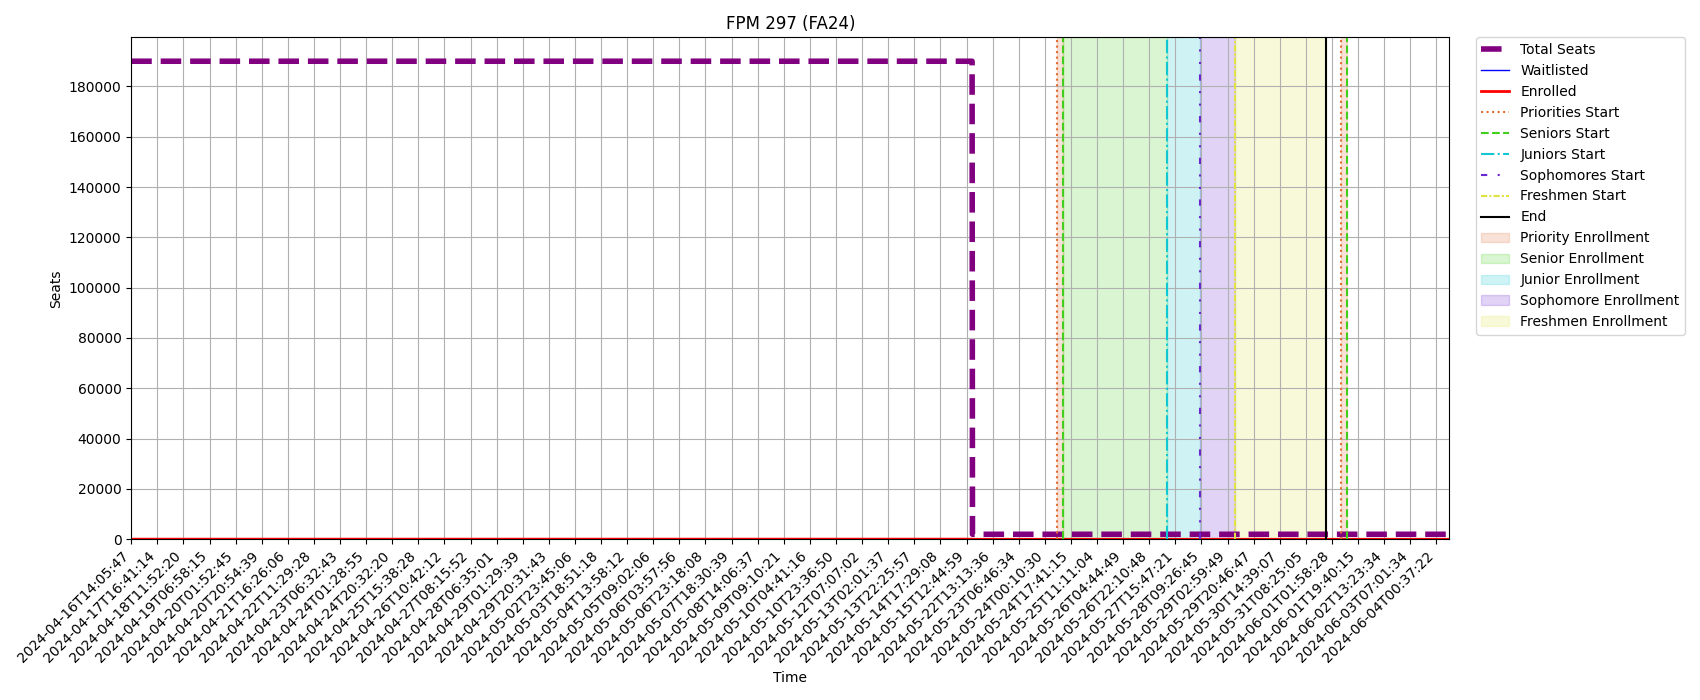 FPM 297 (FA24)
Seats
180000
160000
140000
120000
100000
80000
60000
40000
20000
0
2024-04-16T14:05:47
2024-04-17T16:41:14
2024-04-18T11:52:20
2024-04-19T06:58:15
2024-04-20T01:52:45
2024-04-20T20:54:39
2024-04-21T16:26:06
2024-04-22T11:29:28
2024-04-23T06:32:43
2024-04-24T01:28:55
2024-04-24T20:32:20
2024-04-25T15:38:28
2024-04-26T10:42:12
2024-04-27T08:15:52
2024-04-28T06:35:01
2024-04-29T01:29:39
2024-04-29T20:31:43
2024-05-02T23:45:06
2024-05-03T18:51:18
2024-05-04T13:58:12
2024-05-05T09:02:06
2024-05-06T03:57:56
2024-05-06T23:18:08
2024-05-07T18:30:39
2024-05-08T14:06:37
2024-05-09T09:10:21
2024-05-10T04:41:16
2024-05-10T23:36:50
2024-05-12T07:07:02
2024-05-13T02:01:37
2024-05-13T22:25:57
2024-05-14T17:29:08
2024-05-15T12:44:59
2024-05-22T13:13:36
2024-05-23T06:46:34
2024-05-24T00:10:30
2024-05-24T17:41:15
2024-05-25T11:11:04
2024-05-26T04:44:49
2024-05-26T22:10:48
2024-05-27T15:47:21
2024-05-28T09:26:45
2024-05-29T02:59:49
2024-05-29T20:46:47
2024-05-30T14:39:07
2024-05-31T08:25:05
2024-06-01T01:58:28
2024-06-01T19:40:15
2024-06-02T13:23:34
2024-06-03T07:01:34
2024-06-04T00:37:22
Time
Total Seats
Waitlisted
Enrolled
Priorities Start
Seniors Start
Juniors Start
Sophomores Start
Freshmen Start
End
Priority Enrollment
Senior Enrollment
Junior Enrollment
Sophomore Enrollment
Freshmen Enrollment